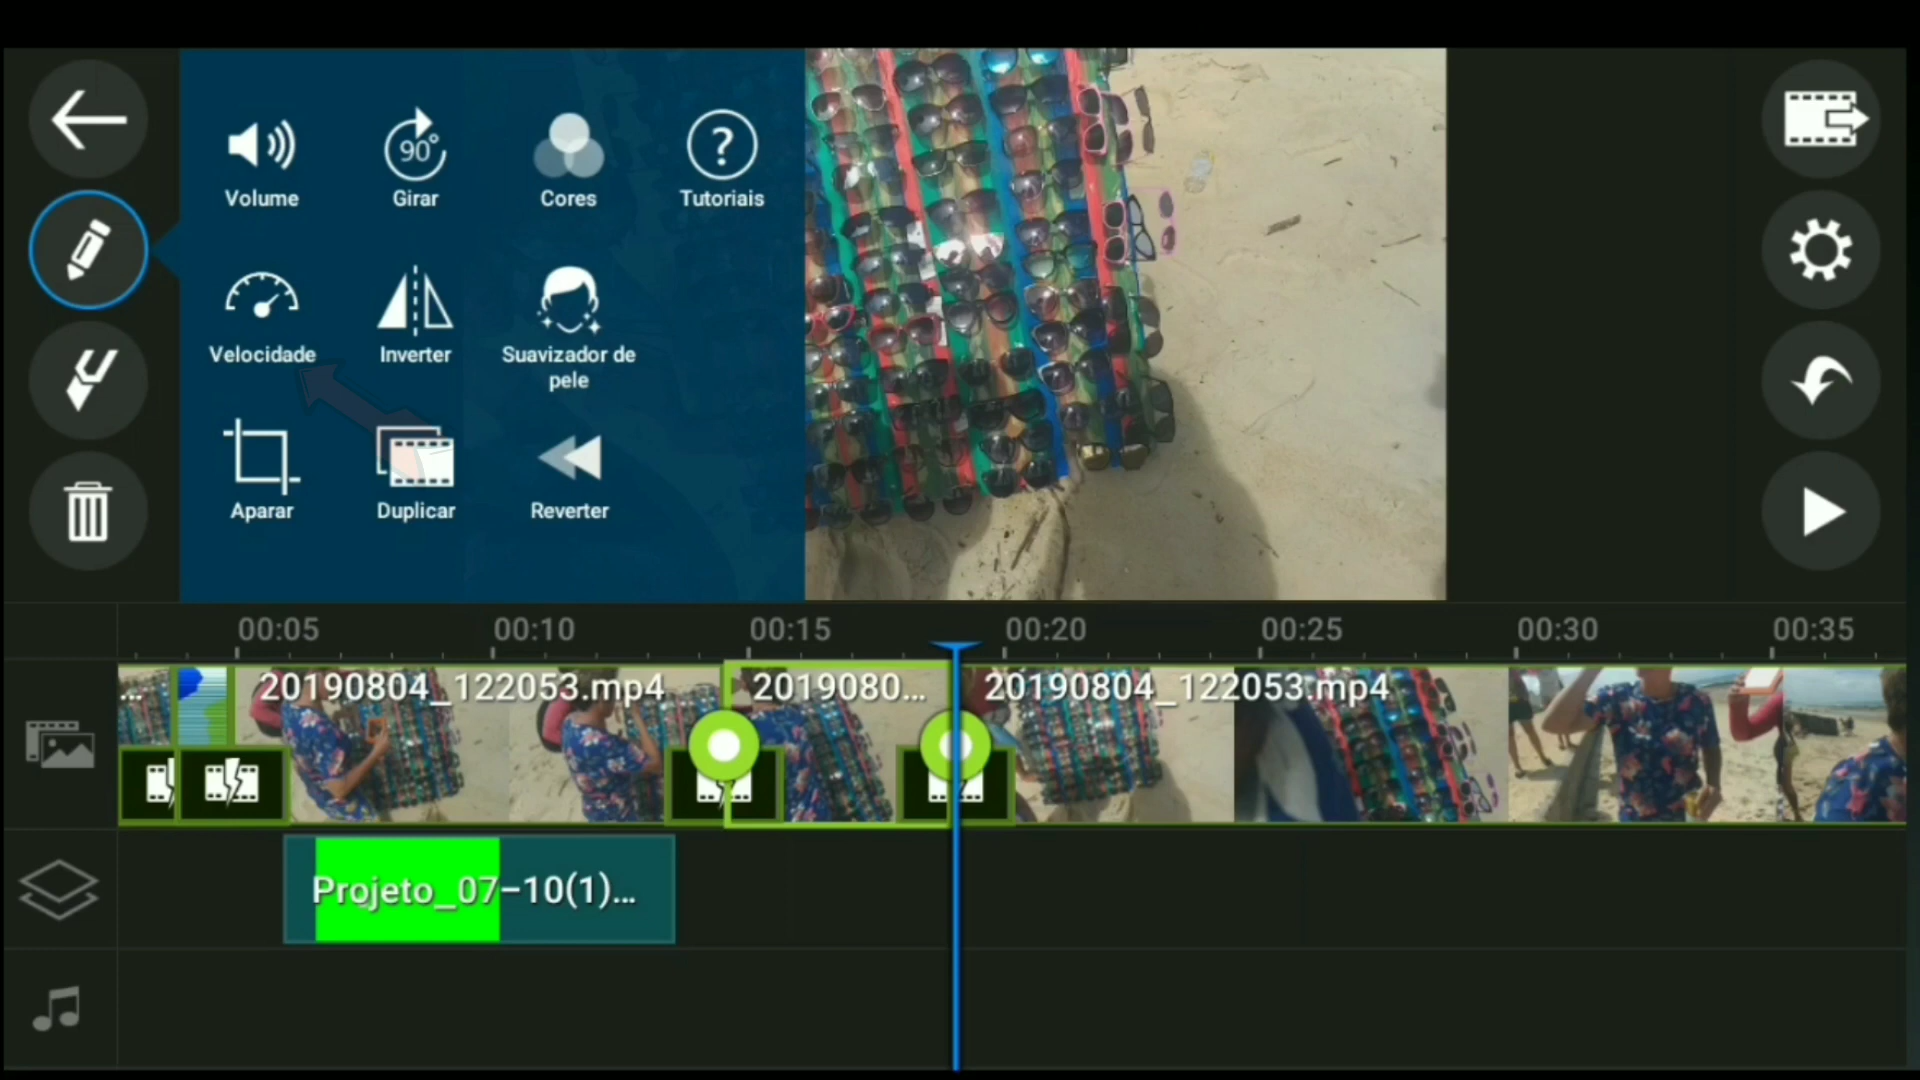 Volume
90°
Girar
Cores
?
Tutoriais
Velocidade
Inverter
Suavizador de
pele
Aparar
Duplicar
Reverter
00:05
00:10
00:15
00:20
00:25
00:30
00:35
...
20190804_122053.mp4
2019080...
20190804_122053.mp4
Projeto_07-10(1)...